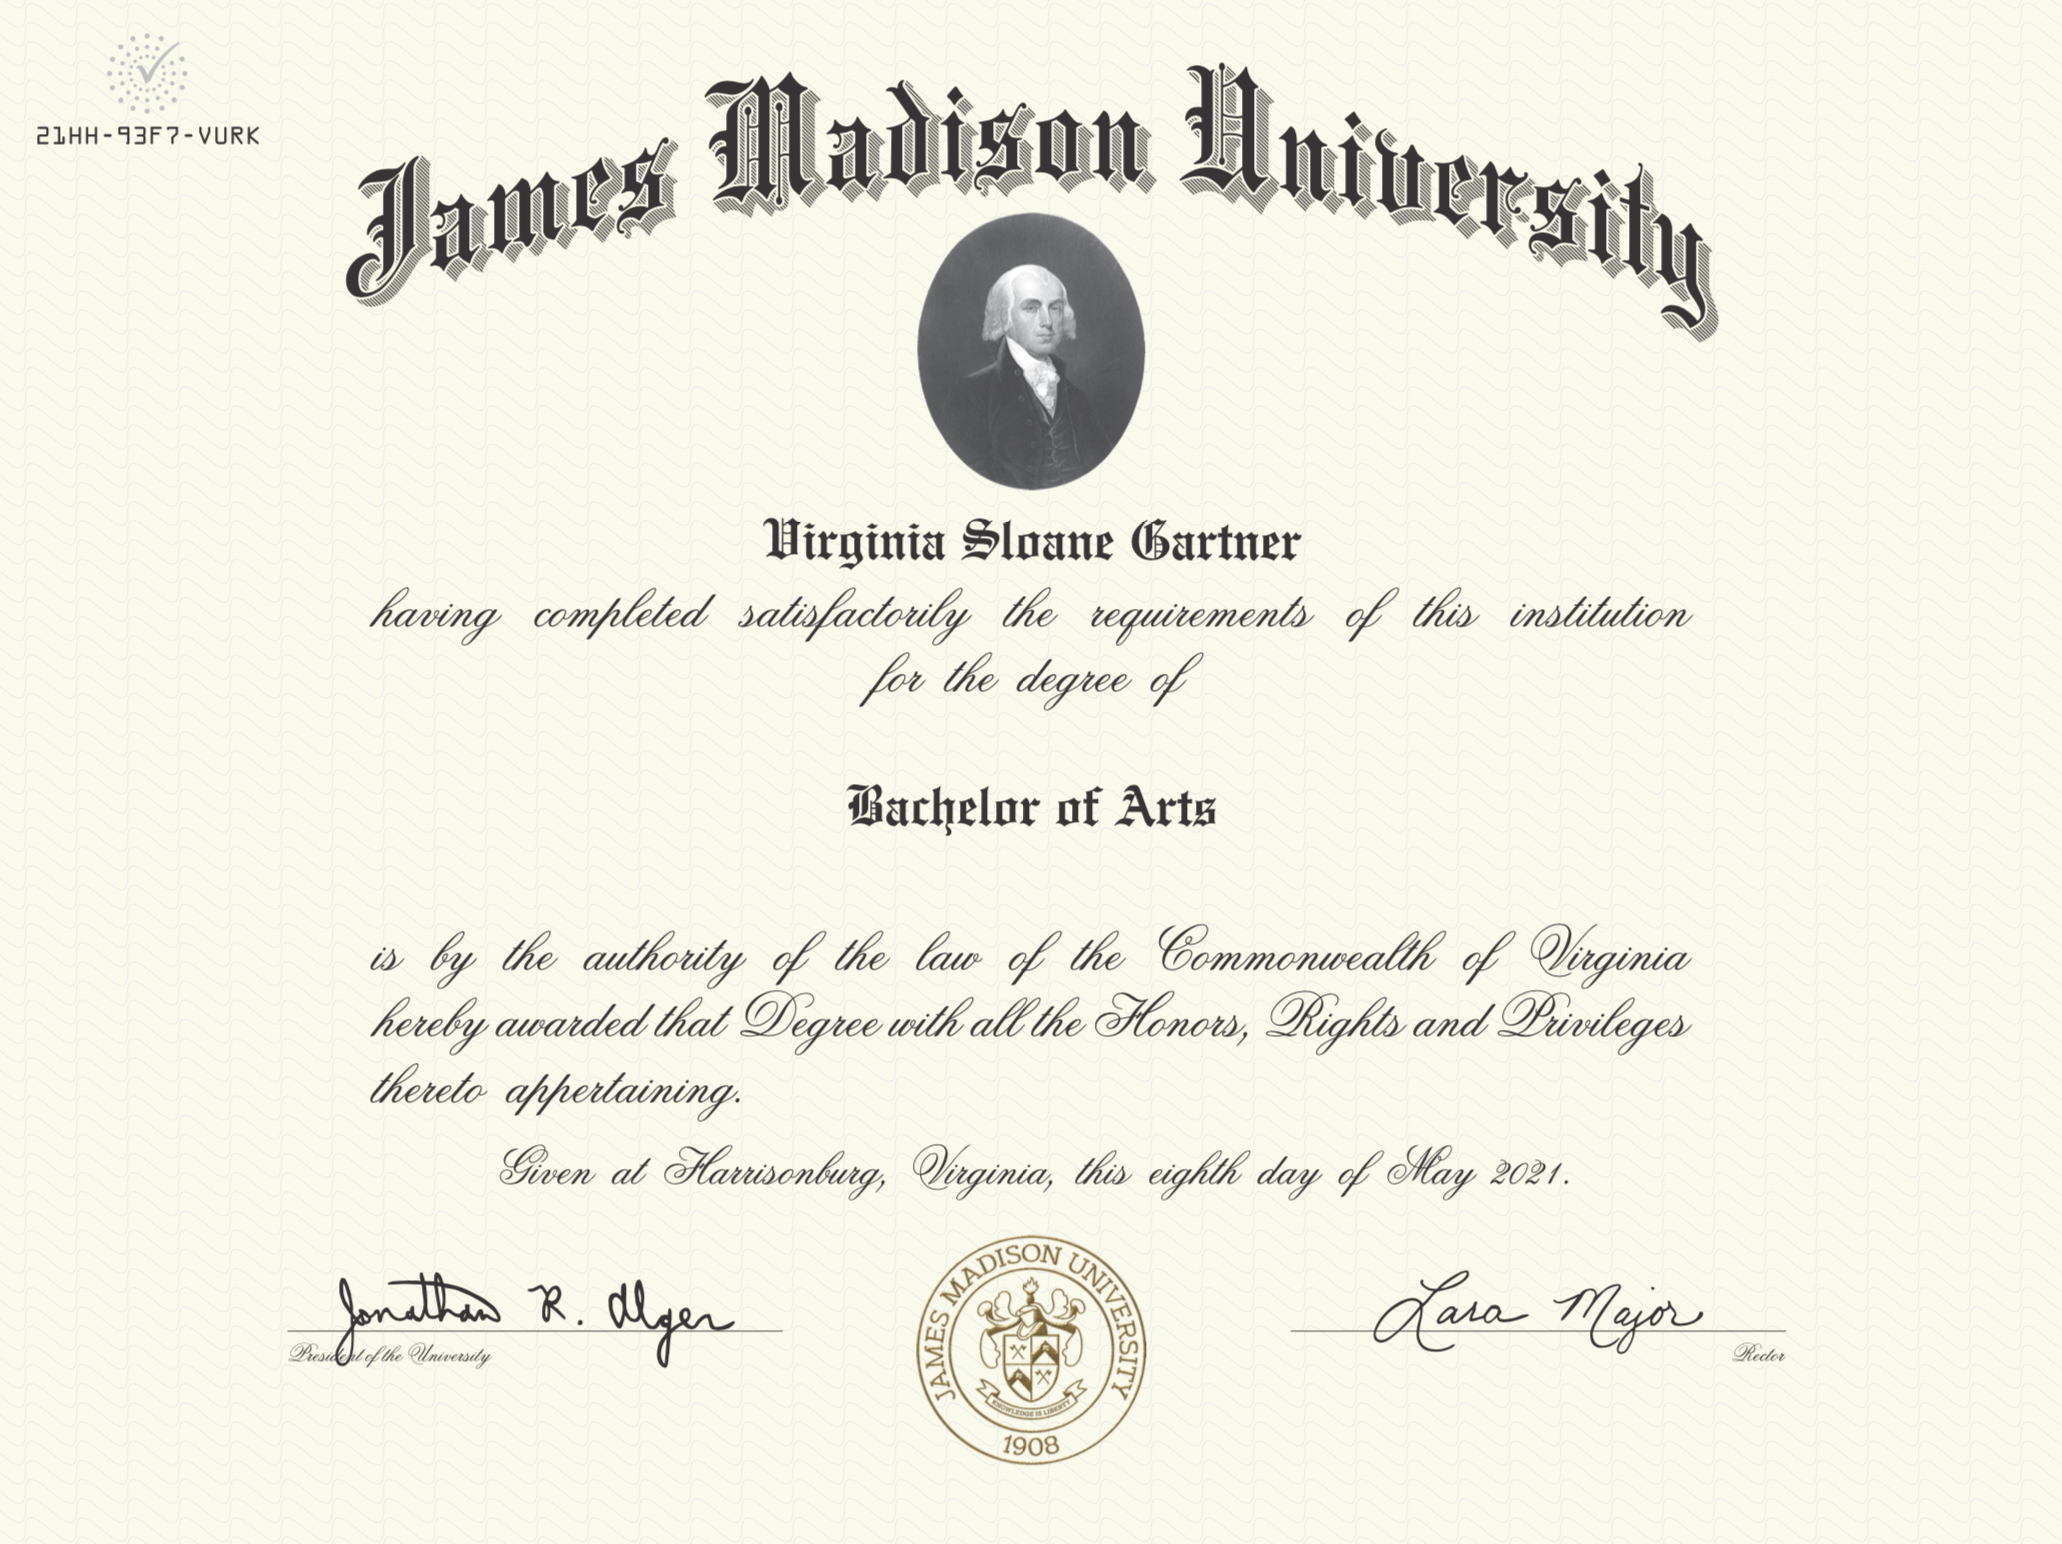 21HH-93F7-VURK
James Madison University
Virginia Sloane Gartner
having completed satisfactorily the requirements of this institution
for the degree of
Bachelor of Arts
is by the authority of the law of the Commonwealth of Virginia
hereby awarded that Degree with all the Honors, Rights and Privileges
thereto appertaining.
Given at Harrisonburg, Virginia, this eighth day of May 2021.
Jonathan R. Alger
President of the University
JAMES MADISON UNIVERSITY
KNOWLEDGE IS LIBERTY
1908
Lara Major
Rector